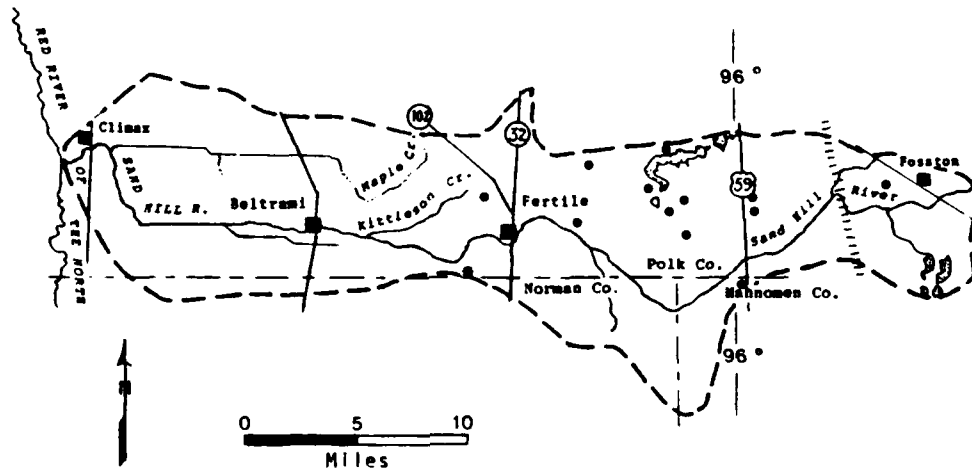 96 °
RED RIVER
OF
THE NORTH
Climax
SAND
HILL R.
Beltrami
Maple Cr.
Kittleson Cr.
102
32
Fertile
59
Fosston
Sand Hill
River
Polk Co.
Norman Co.
Mahnomen Co.
96 °
N
0 5 10
Miles